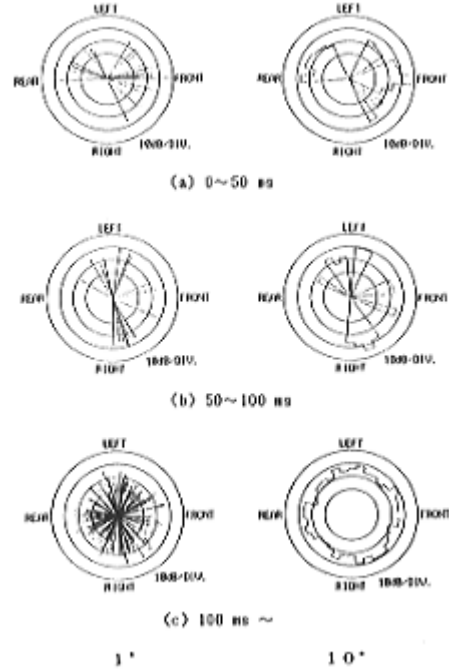 LEFT LEFT
REAR FRONT REAR FRONT
RIGHT 10dB/DIV. RIGHT 10dB/DIV.
(a) 0～50 ms
LEFT LEFT
REAR FRONT REAR FRONT
RIGHT 10dB/DIV. RIGHT 10dB/DIV.
(b) 50～100 ms
LEFT LEFT
REAR FRONT REAR FRONT
RIGHT 10dB/DIV. RIGHT 10dB/DIV.
(c) 100 ms ～
1° 10°